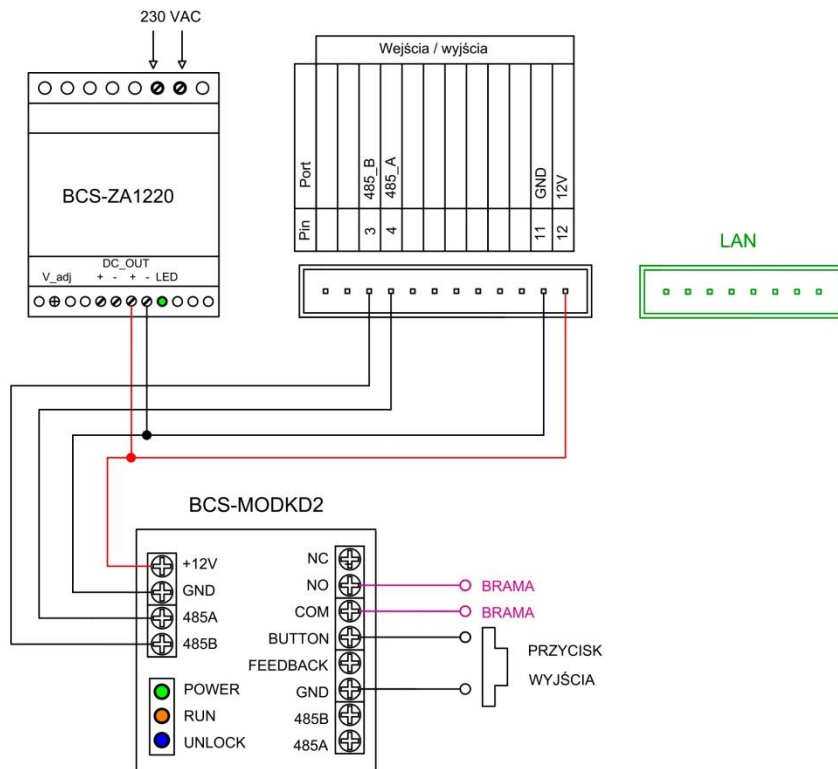 230 VAC
BCS-ZA1220
DC_OUT
V_adj + - + - LED
Wejścia / wyjścia
Port 485_B 485_A GND 12V
Pin 3 4 11 12
LAN
BCS-MODKD2
+12V
GND
485A
485B
POWER
RUN
UNLOCK
NC
NO
COM
BUTTON
FEEDBACK
GND
485B
485A
BRAMA
BRAMA
PRZYCISK
WYJŚCIA